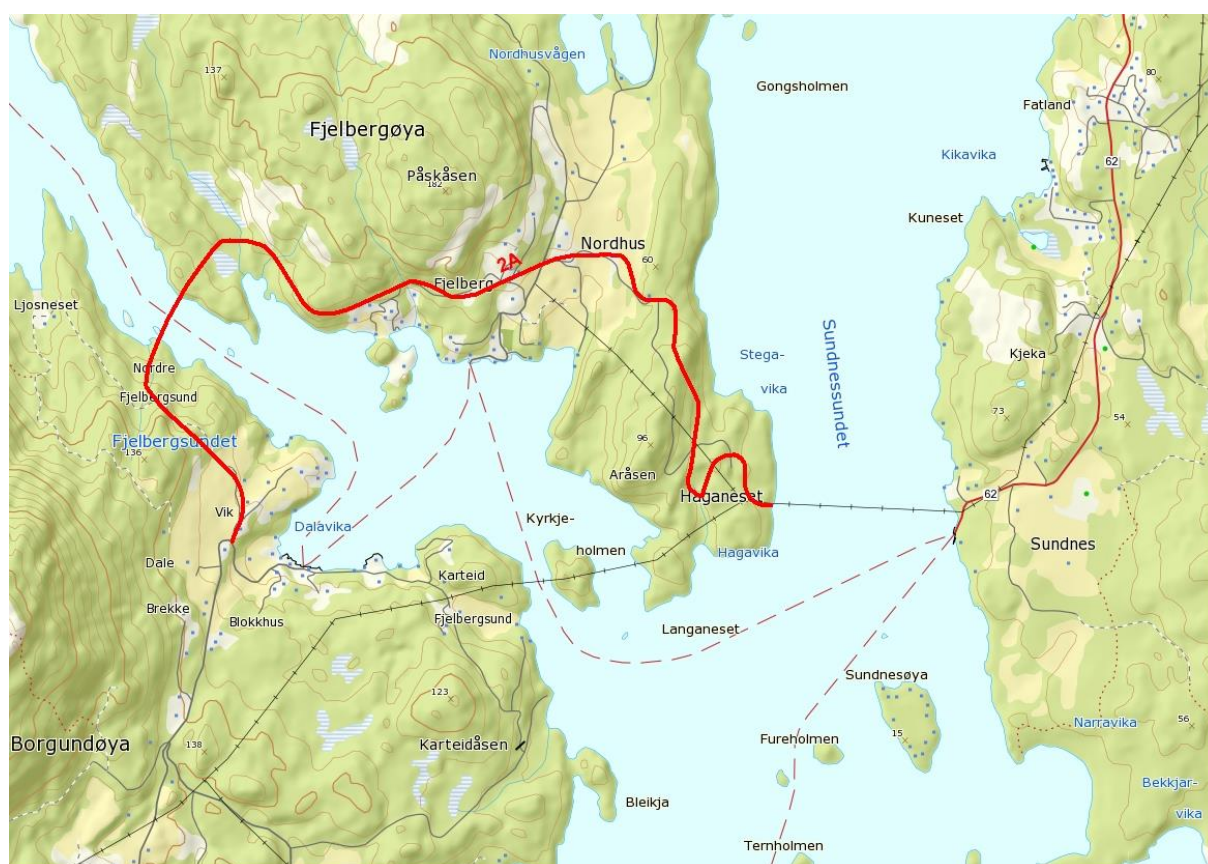 Nordhusvågen
137
Gongsholmen
80
Fatland
Fjelbergøya
Kikavika
62
Påskåsen
182
Kuneset
Nordhus
2A
60
Fjelberg
Ljosneset
Sundnessundet
Stega-
vika
Kjeka
Nordre
Fjelbergsund
73
54
Fjelbergsundet
136
96
Aråsen
Haganeset
62
Vik
Dalavika
Kyrkje-
holmen
Hagavika
Sundnes
Dale
Karteid
Brekke
Blokkhus
Fjelbergsund
Langaneset
Sundnesøya
123
Narravika
56
Borgundøya
138
Karteidåsen
15
Fureholmen
Bekkjar-
vika
Bleikja
Ternholmen